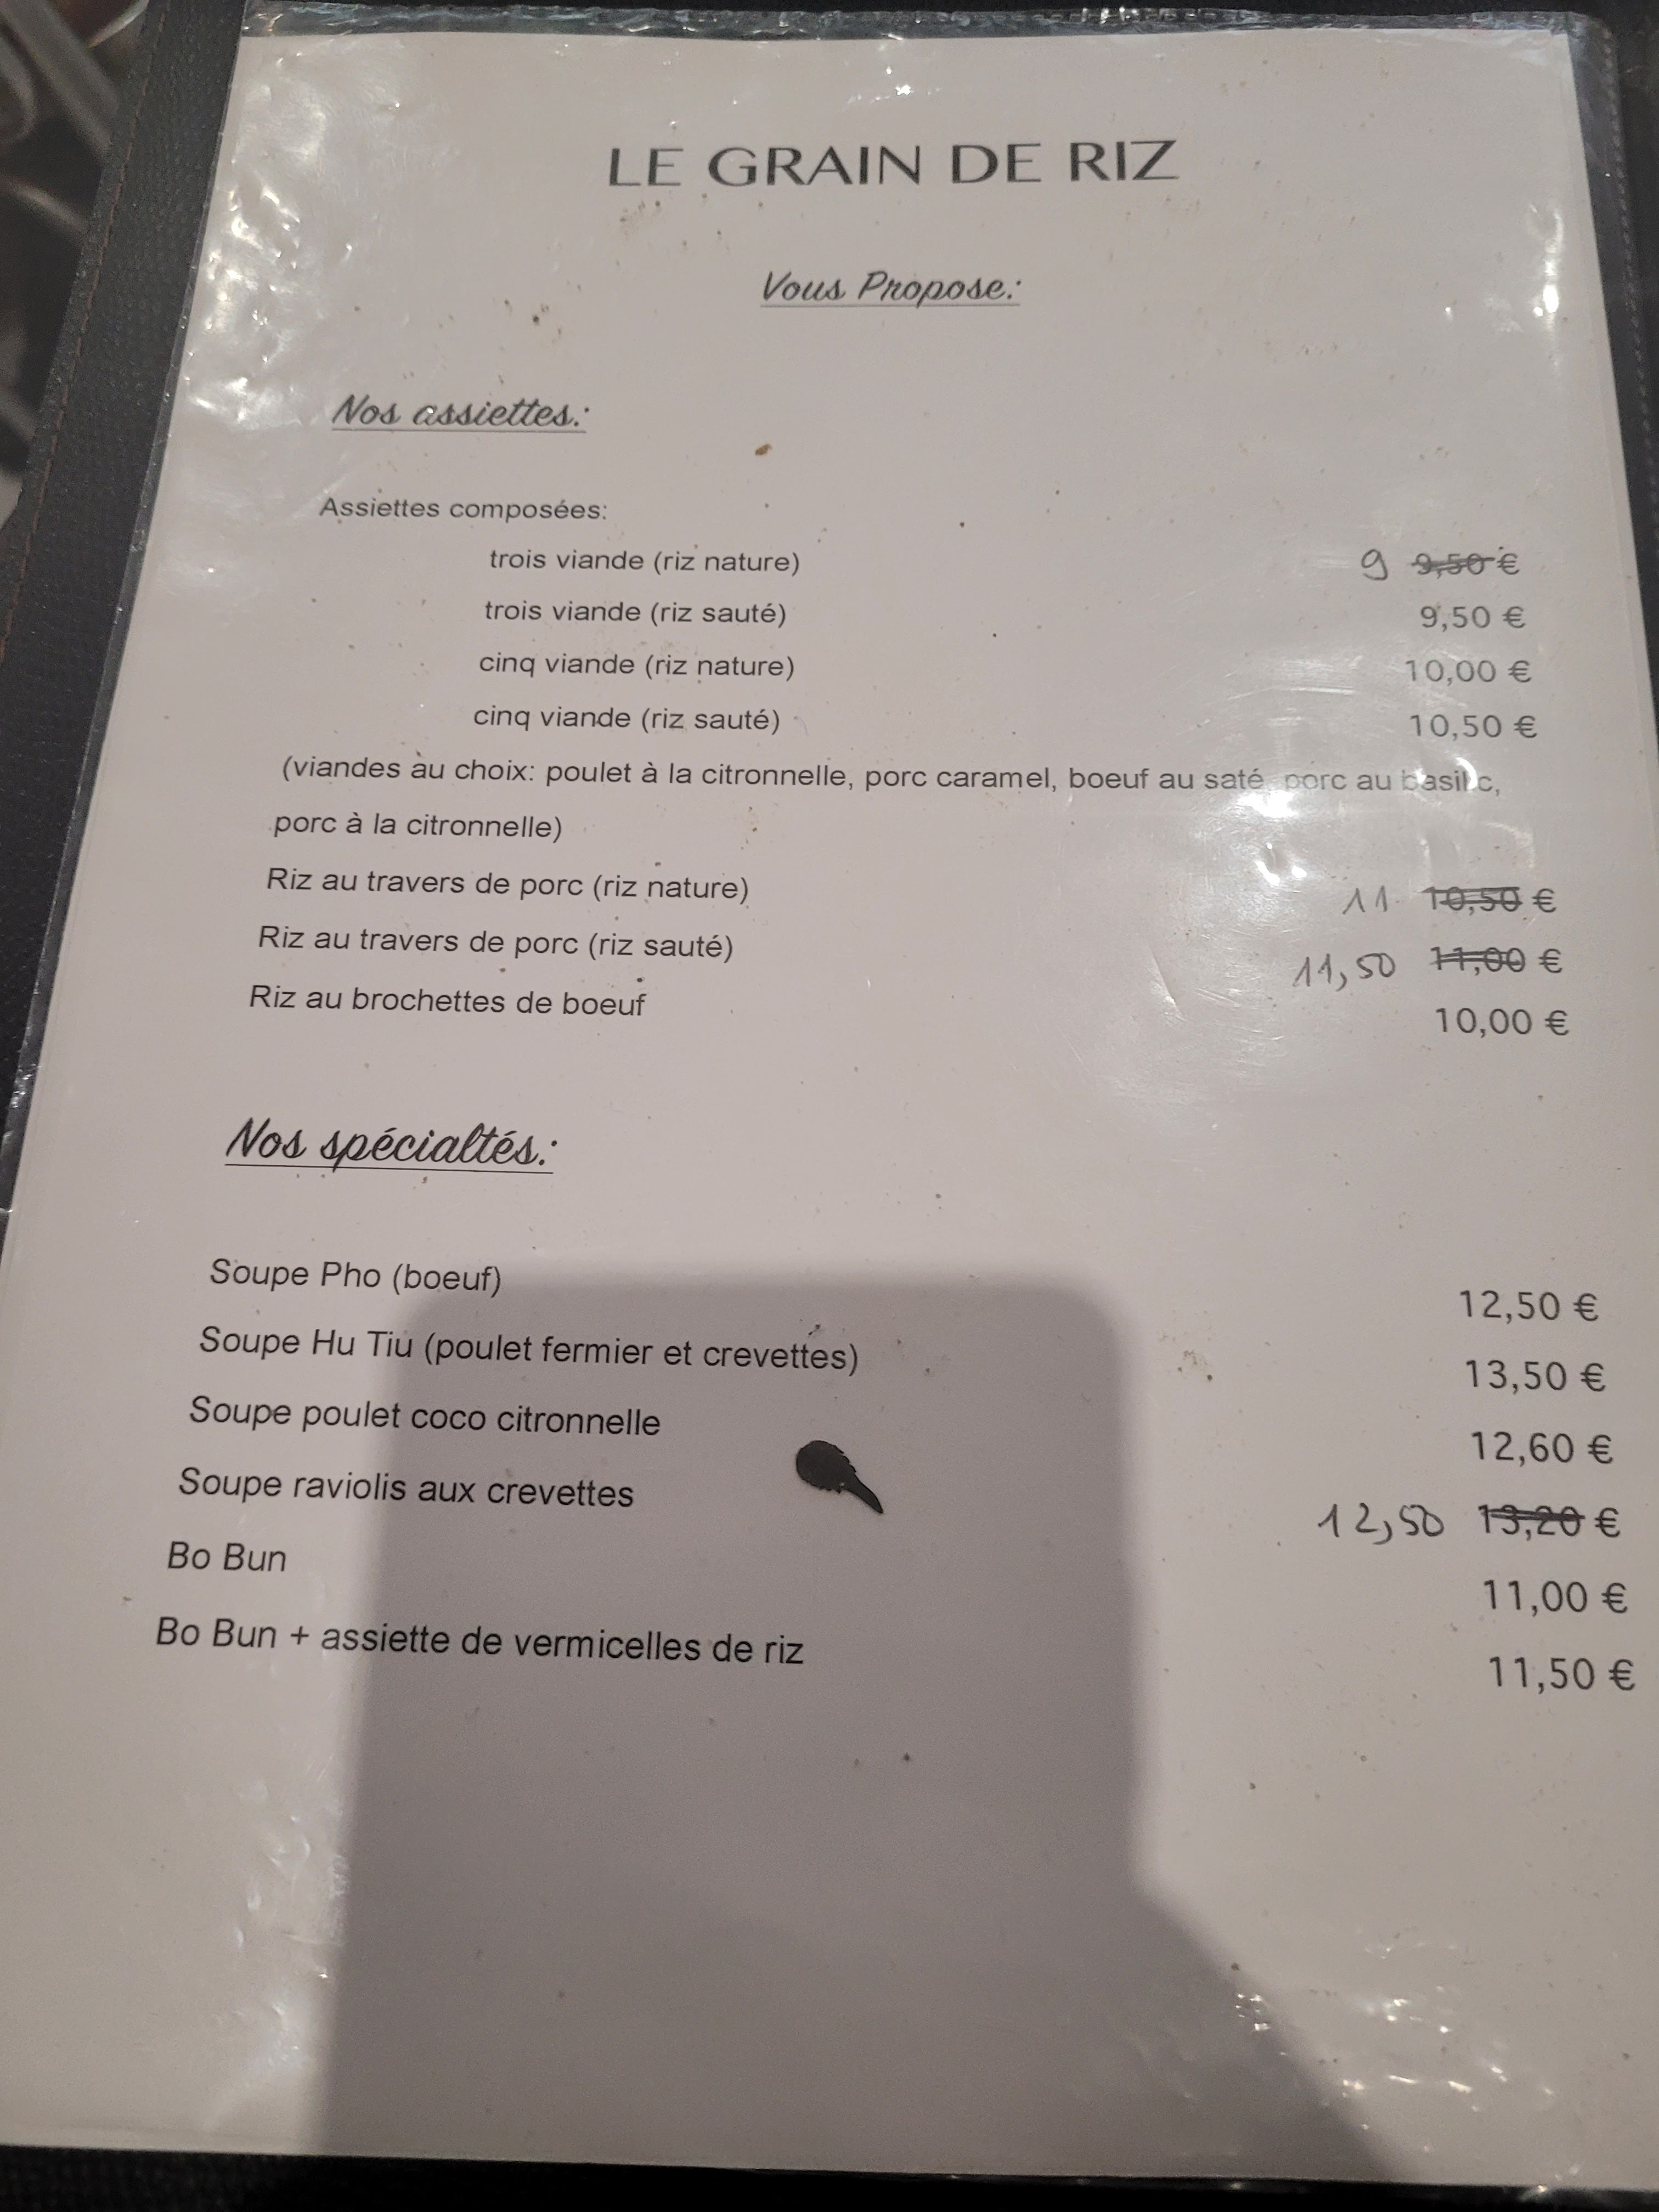 LE GRAIN DE RIZ
Vous Propose:
Nos assiettes:
Assiettes composées:
trois viande (riz nature) 9 9,50 €
trois viande (riz sauté) 9,50 €
cinq viande (riz nature) 10,00 €
cinq viande (riz sauté) 10,50 €
(viandes au choix: poulet à la citronnelle, porc caramel, boeuf au saté, porc au basilic,
porc à la citronnelle)
Riz au travers de porc (riz nature) 11 10,50 €
Riz au travers de porc (riz sauté) 11,50 11,00 €
Riz au brochettes de boeuf 10,00 €
Nos spécialtés:
Soupe Pho (boeuf) 12,50 €
Soupe Hu Tiu (poulet fermier et crevettes) 13,50 €
Soupe poulet coco citronnelle 12,60 €
Soupe raviolis aux crevettes 12,50 13,20 €
Bo Bun 11,00 €
Bo Bun + assiette de vermicelles de riz 11,50 €